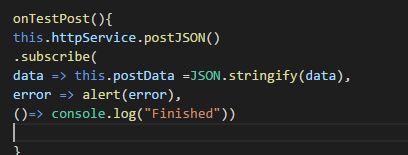 onTestPost(){
this.httpService.postJSON()
.subscribe(
data => this.postData =JSON.stringify(data),
error => alert(error),
()=> console.log("Finished"))
}